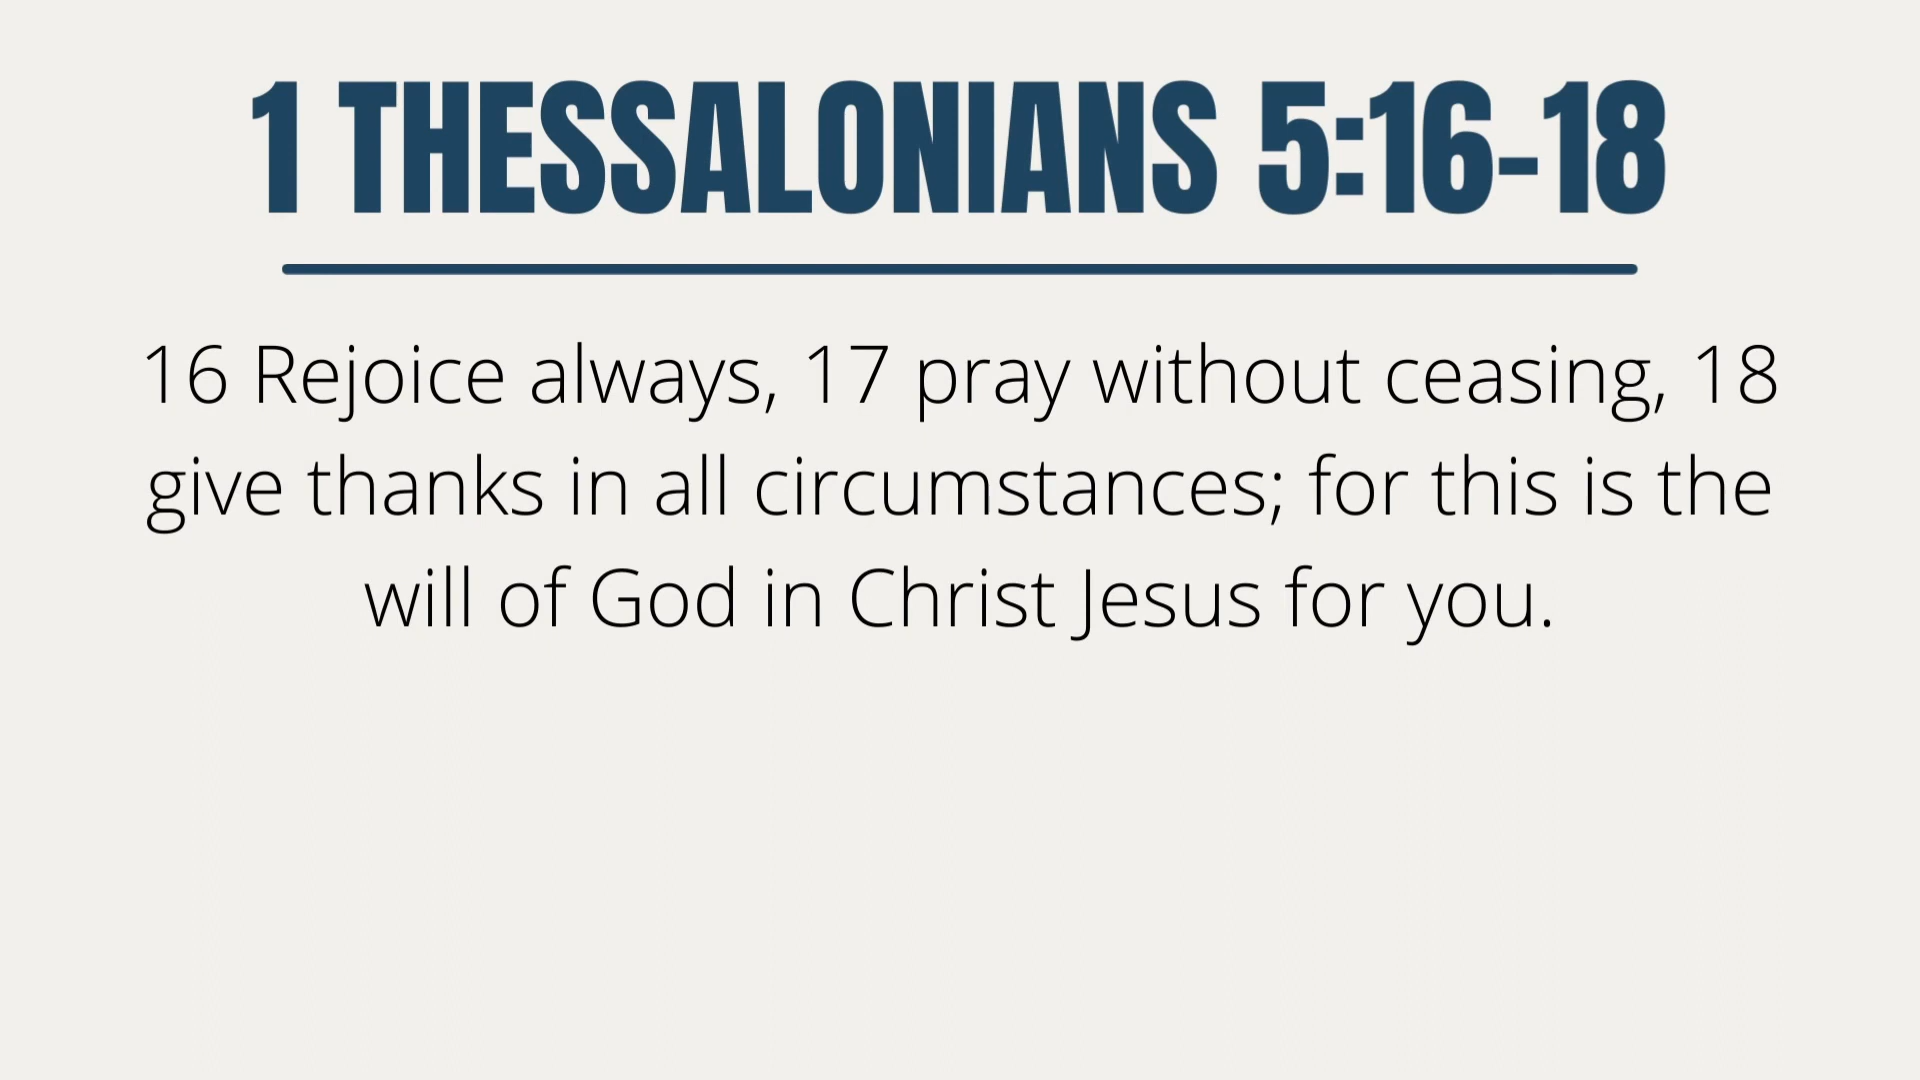 1 THESSALONIANS 5:16-18
16 Rejoice always, 17 pray without ceasing, 18
give thanks in all circumstances; for this is the
will of God in Christ Jesus for you.